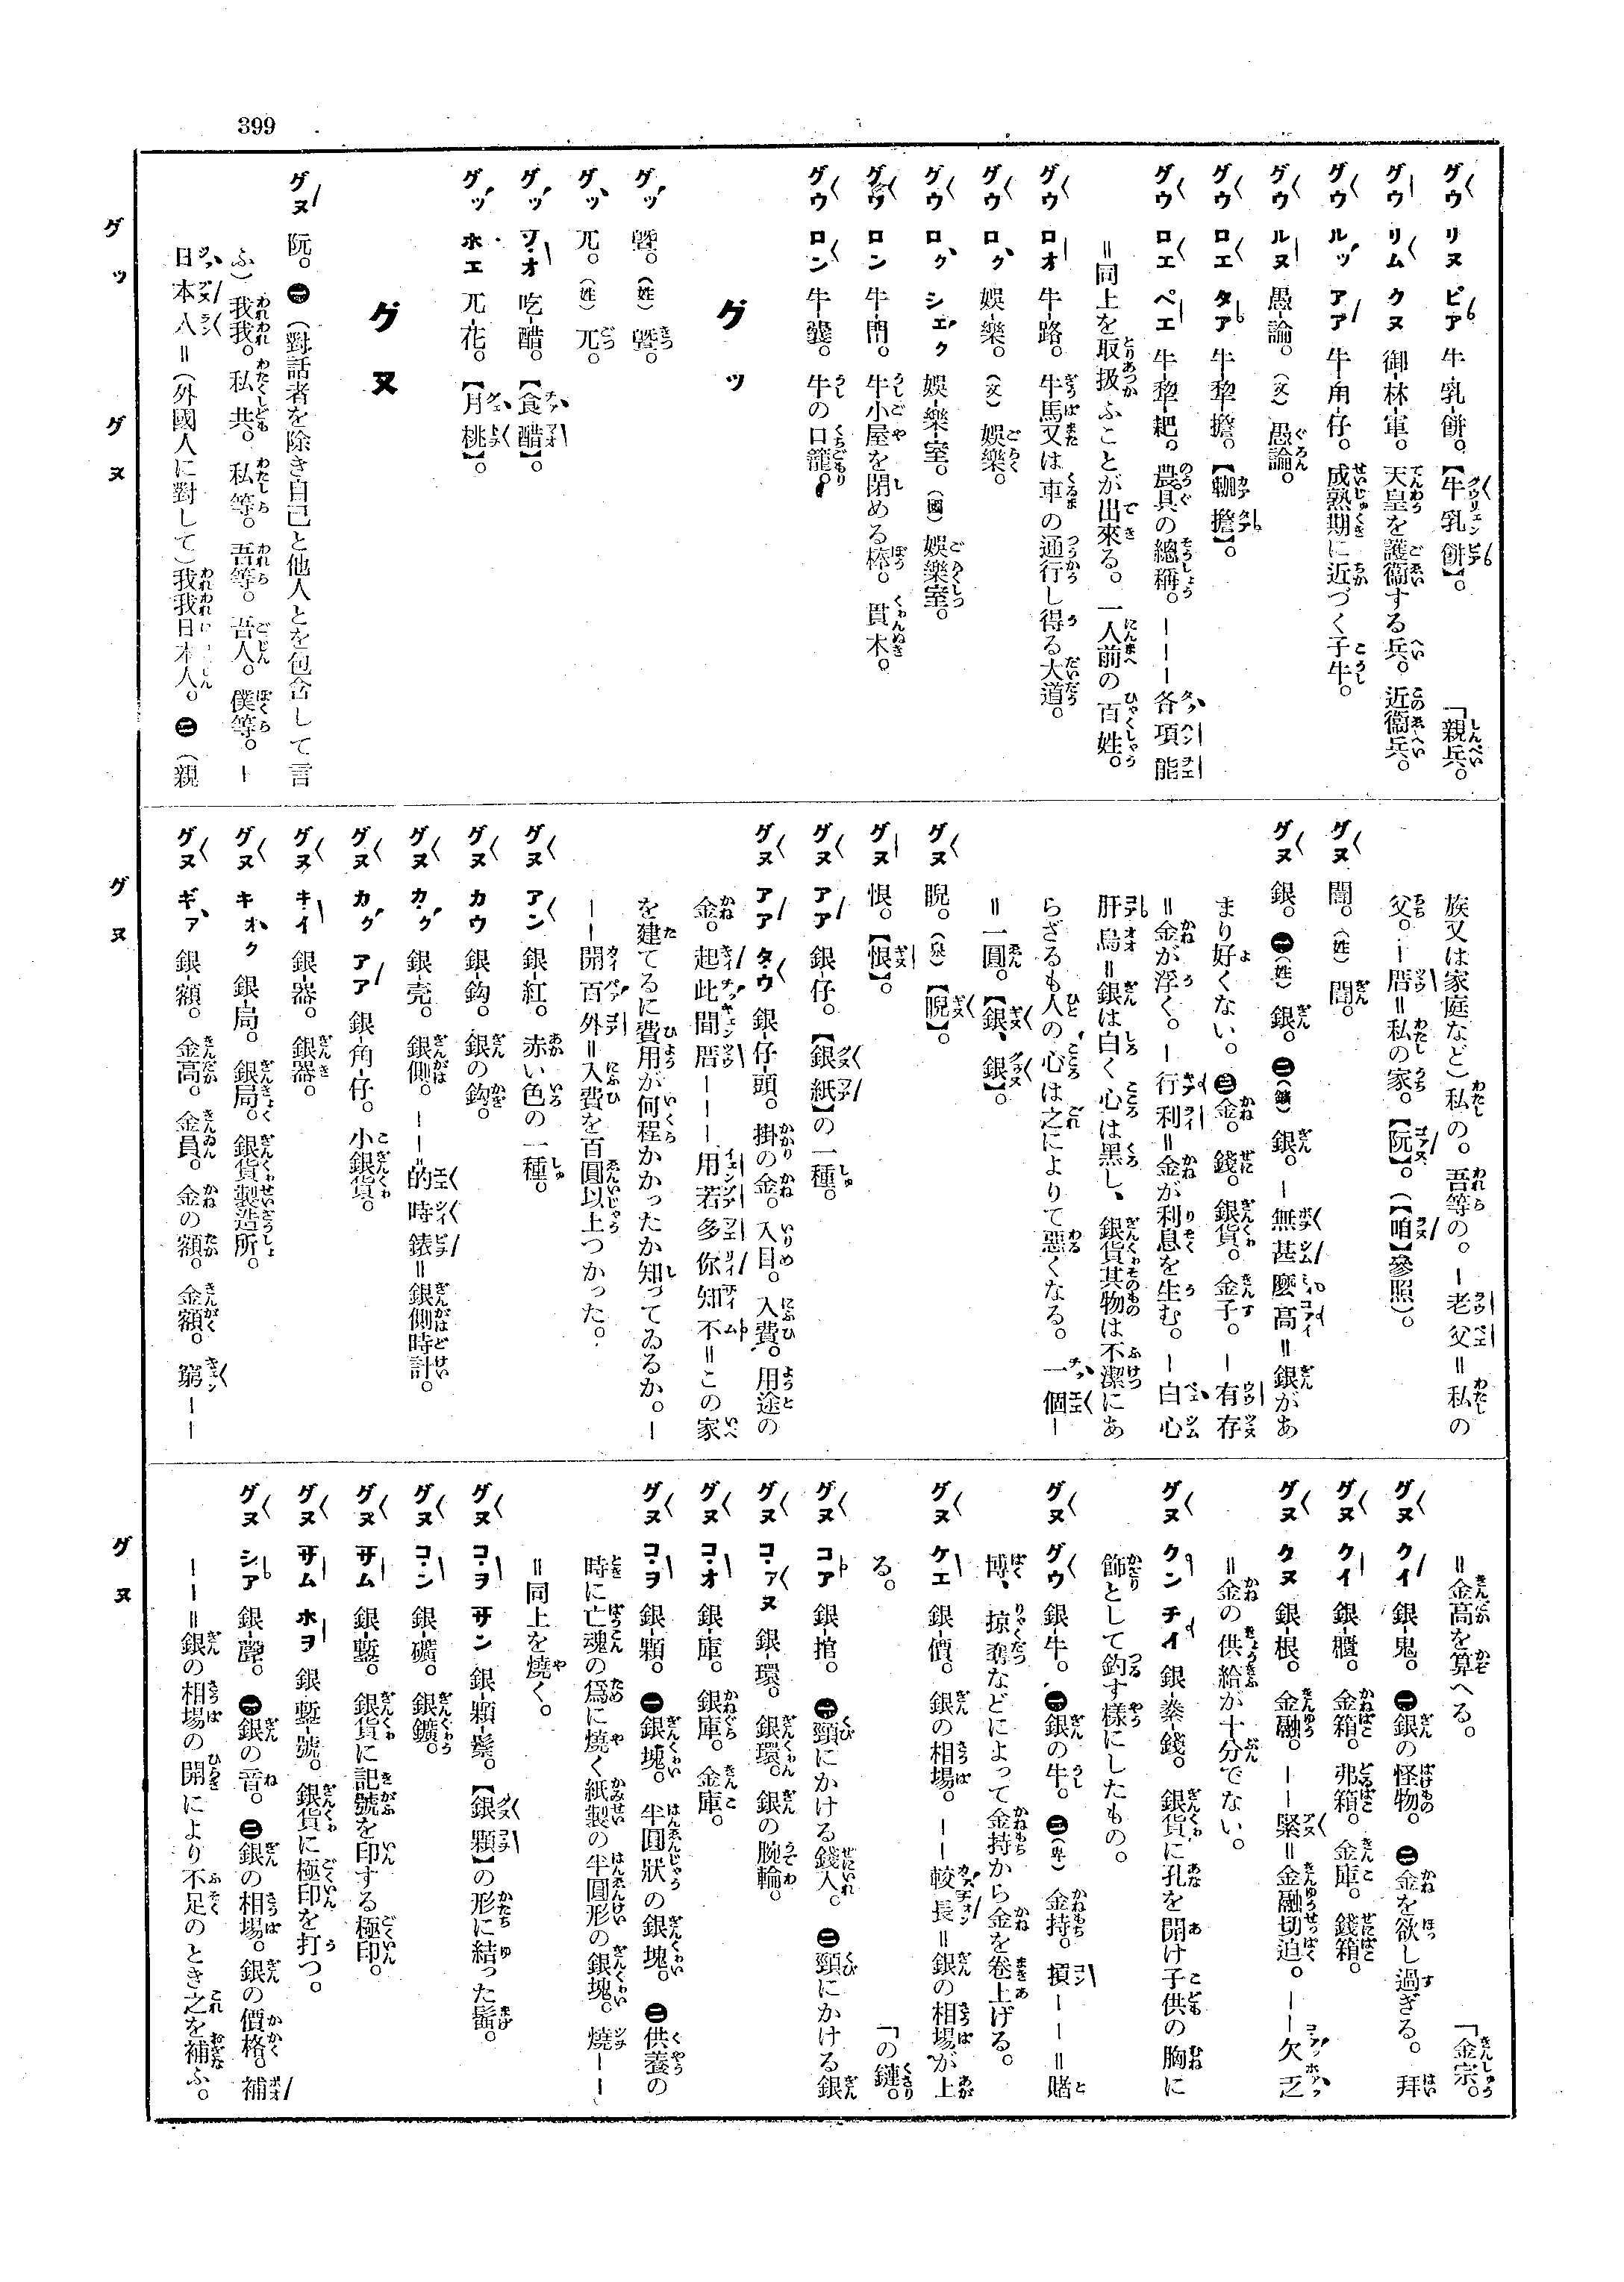 399
グウ リヌ ピア 牛乳餅。【牛乳餅】。
グウ リム クヌ 御林軍。天皇を護衞する兵。近衞兵。「親兵。
グウ ルッ アア 牛角仔。成熟期に近づく子牛。
グウ ルヌ 愚論。(文)愚論。
グウ ロエ タア 牛犂擔。【軛擔】。
グウ ロエ ペエ 牛犂耙。農具の總稱。―――各項能
=同上を取扱ふことが出來る。一人前の百姓。
グウ ロオ 牛路。牛馬又は車の通行し得る大道。
グウ ロク 娛樂。(文)娛樂。
グウ ロク シェク 娛樂室。(國)娛樂室。
グウ ロン 牛閂。牛小屋を閉める棒。貫木。
グウ ロン 牛𥴊。牛の口籠。
グッ
グッ 㽙。(姓)
グッ 兀。(姓)兀。
グッ ヲオ 吃醋。【食醋】。
グッ ホエ 兀花。【月桃】。
グヌ
グヌ 阮。㊀(對話者を除き自己と他人とを包含して言
ふ)我我。私共。私等。吾等。吾人。僕等。―
日本人=(外國人に對して)我我日本人。㊁(親
族又は家庭など)私の。吾等の。―老父=私の
父。―厝=私の家。【阮】。(【咱】參照)。
グヌ 誾。(姓)誾。
グヌ 銀。㊀(姓)銀。㊁(鑛)銀。―無甚麼高=銀があ
まり好くない。㊂金。錢。銀貨。金子。―有存
=金が浮く。―行利=金が利息を生む。―白心
肝烏=銀は白く心は黑し、銀貨其物は不潔にあ
らざるも人の心は之によりて惡くなる。一個―
=一圓。【銀、銀】。
グヌ 睨。(泉)【睨】。
グヌ 恨。【恨】。
グヌ アア 銀仔。【銀紙】の一種。
グヌ アア タウ 銀仔頭。掛の金。入目。入費。用途の
金。起此間厝――――用若多你知不=この家
を建てるに費用が何程かかったか知ってゐるか。―
――開百外=入費を百圓以上つかった。
グヌ アン 銀紅。赤い色の一種。
グヌ カウ 銀鈎。銀の鈎。
グヌ カク 銀壳。銀側。――的時錶=銀側時計。
グヌ カク アア 銀角仔。小銀貨。
グヌ キイ 銀器。銀器。
グヌ キオク 銀局。銀局。銀貨製造所。
グヌ ギア 銀額。金高。金員。金の額。金額。窮――
=金高を算へる。「金宗。
グヌ クイ 銀鬼。㊀銀の怪物。㊁金を欲し過ぎる。拜
グヌ クイ 銀櫃。金箱。弗箱。金庫。錢箱。
グヌ クヌ 銀根。金融。――緊=金融切迫。――欠乏
=金の供給が十分でない。
グヌ クン チイ 銀拳錢。銀貨に孔を開け子供の胸に
飾として釣す樣にしたもの。
グヌ グウ 銀牛。㊀銀の牛。㊁(卑)金持。摃――=賭
博、掠奪などによって金持から金を卷上げる。
グヌ ケエ 銀價。銀の相場。――較長=銀の相場が上
る。「の鏈。
グヌ コア 銀捾。㊀頸にかける錢入。㊁頸にかける銀
グヌ コアヌ 銀環。銀環。銀の腕輪。
グヌ コオ 銀庫。銀庫。金庫。
グヌ コヲ 銀顆。㊀銀塊。半圓狀の銀塊。㊁供養の
時に亡魂の爲に燒く紙製の半圓形の銀塊。燒――
=同上を燒く。
グヌ コヲ サン 銀顆鬃。【銀顆】の形に結った髷。
グヌ コン 銀礦。銀鑛。
グヌ サム 銀鏨。銀貨に記號を印する極印。
グヌ サム ホヲ 銀鏨號。銀貨に極印を打つ。
グヌ シア 銀聲。㊀銀の音。㊁銀の相場。銀の價格。補
――=銀の相場の開により不足のとき之を補ふ。
グッ グヌ
グヌ
グヌ